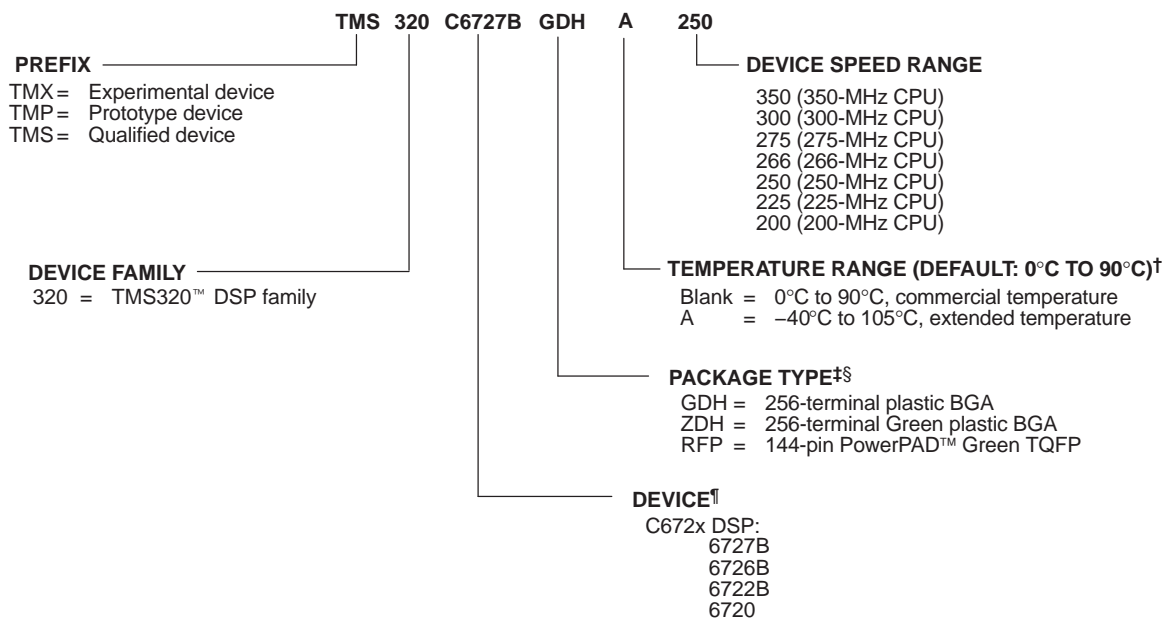 TMS 320 C6727B GDH A 250
PREFIX
TMX = Experimental device
TMP = Prototype device
TMS = Qualified device
DEVICE SPEED RANGE
350 (350-MHz CPU)
300 (300-MHz CPU)
275 (275-MHz CPU)
266 (266-MHz CPU)
250 (250-MHz CPU)
225 (225-MHz CPU)
200 (200-MHz CPU)
DEVICE FAMILY
320 = TMS320™ DSP family
TEMPERATURE RANGE (DEFAULT: 0°C TO 90°C)†
Blank = 0°C to 90°C, commercial temperature
A = −40°C to 105°C, extended temperature
PACKAGE TYPE‡§
GDH = 256-terminal plastic BGA
ZDH = 256-terminal Green plastic BGA
RFP = 144-pin PowerPAD™ Green TQFP
DEVICE¶
C672x DSP:
6727B
6726B
6722B
6720